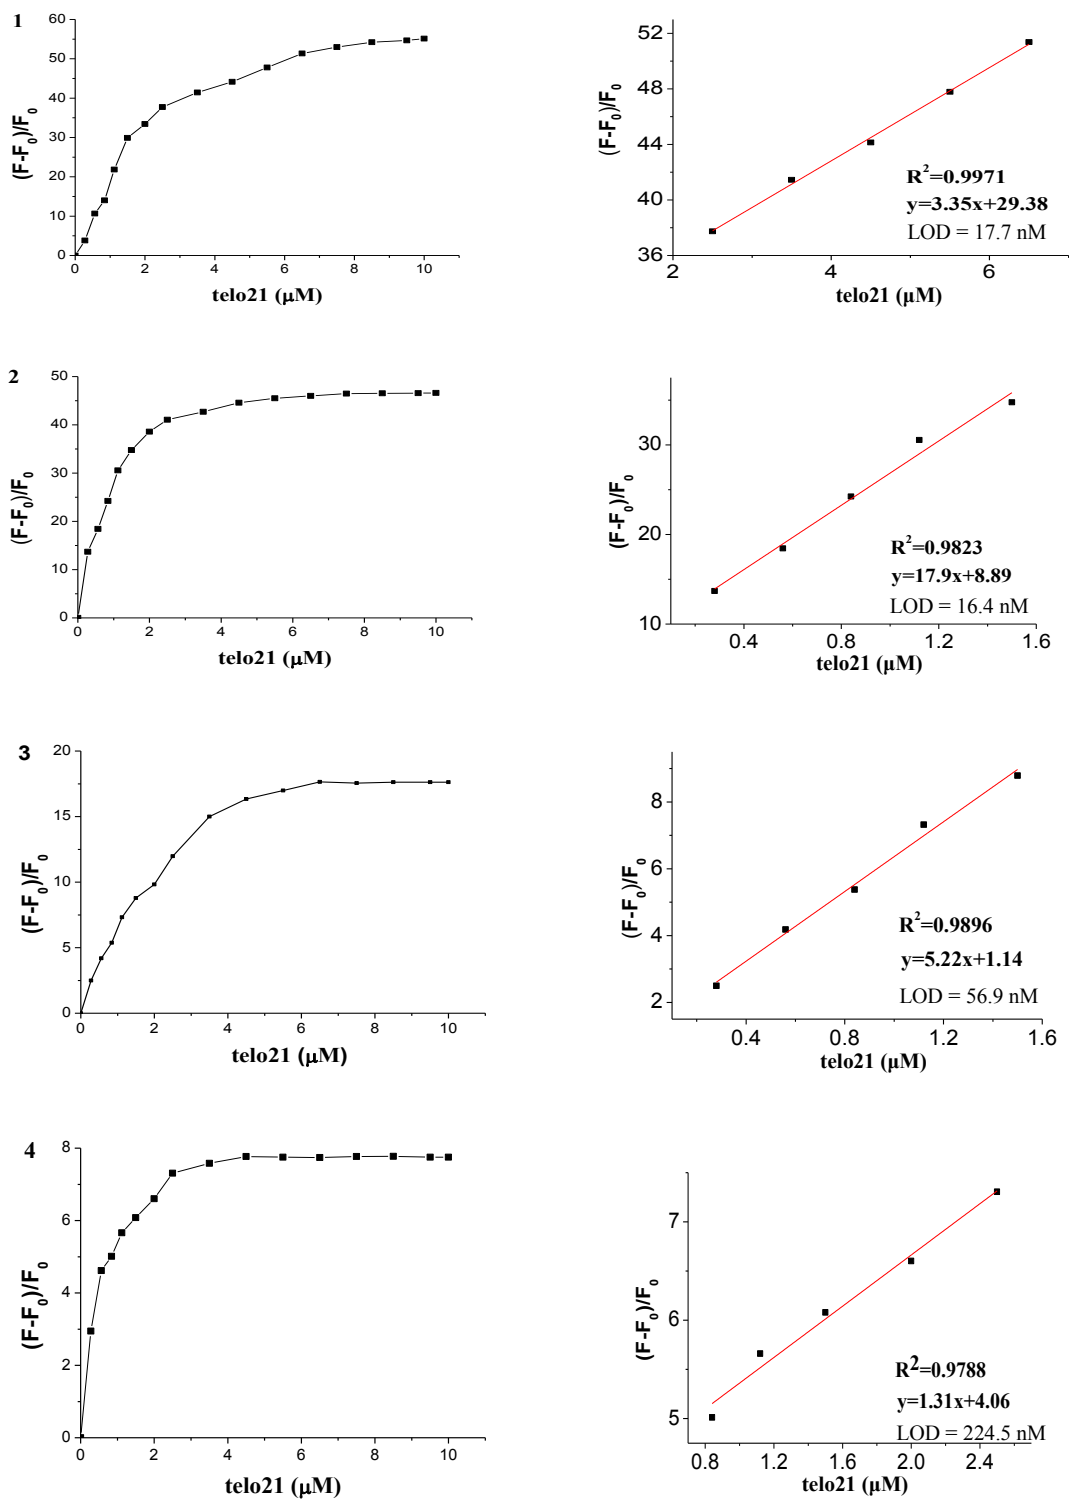 1
(F-F0)/F0
60
50
40
30
20
10
0
0 2 4 6 8 10
telo21 (μM)
(F-F0)/F0
52
48
44
40
36
2 4 6
R²=0.9971
y=3.35x+29.38
LOD = 17.7 nM
telo21 (μM)
2
(F-F0)/F0
50
40
30
20
10
0
0 2 4 6 8 10
telo21 (μM)
(F-F0)/F0
30
20
10
0.4 0.8 1.2 1.6
R²=0.9823
y=17.9x+8.89
LOD = 16.4 nM
telo21 (μM)
3
(F-F0)/F0
20
15
10
5
0
0 2 4 6 8 10
telo21 (μM)
(F-F0)/F0
8
6
4
2
0.4 0.8 1.2 1.6
R²=0.9896
y=5.22x+1.14
LOD = 56.9 nM
telo21 (μM)
4
(F-F0)/F0
8
6
4
2
0
0 2 4 6 8 10
telo21 (μM)
(F-F0)/F0
7
6
5
0.8 1.2 1.6 2.0 2.4
R²=0.9788
y=1.31x+4.06
LOD = 224.5 nM
telo21 (μM)